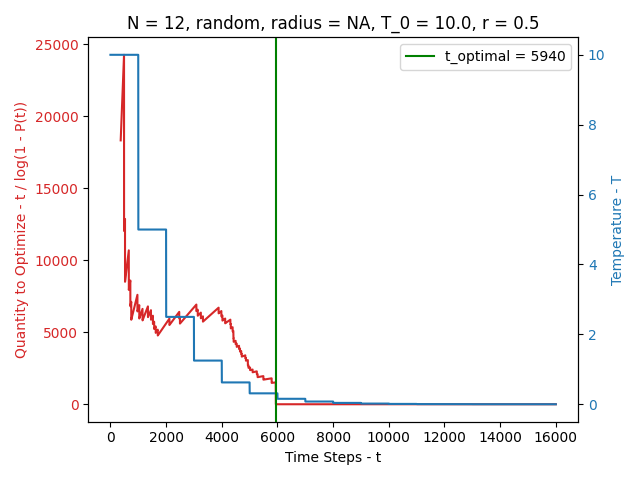 N = 12, random, radius = NA, T_0 = 10.0, r = 0.5
t_optimal = 5940
Quantity to Optimize - t / log(1 - P(t))
25000
20000
15000
10000
5000
0
10
8
6
4
2
0
Temperature - T
0 2000 4000 6000 8000 10000 12000 14000 16000
Time Steps - t